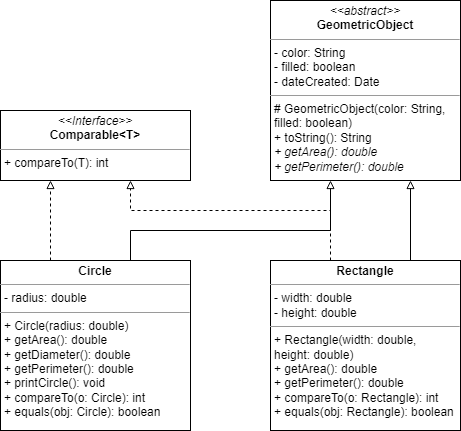 <<abstract>>
GeometricObject
- color: String
- filled: boolean
- dateCreated: Date
# GeometricObject(color: String,
filled: boolean)
+ toString(): String
+ getArea(): double
+ getPerimeter(): double
<<Interface>>
Comparable<T>
+ compareTo(T): int
Circle
- radius: double
+ Circle(radius: double)
+ getArea(): double
+ getDiameter(): double
+ getPerimeter(): double
+ printCircle(): void
+ compareTo(o: Circle): int
+ equals(obj: Circle): boolean
Rectangle
- width: double
- height: double
+ Rectangle(width: double,
height: double)
+ getArea(): double
+ getPerimeter(): double
+ compareTo(o: Rectangle): int
+ equals(obj: Rectangle): boolean